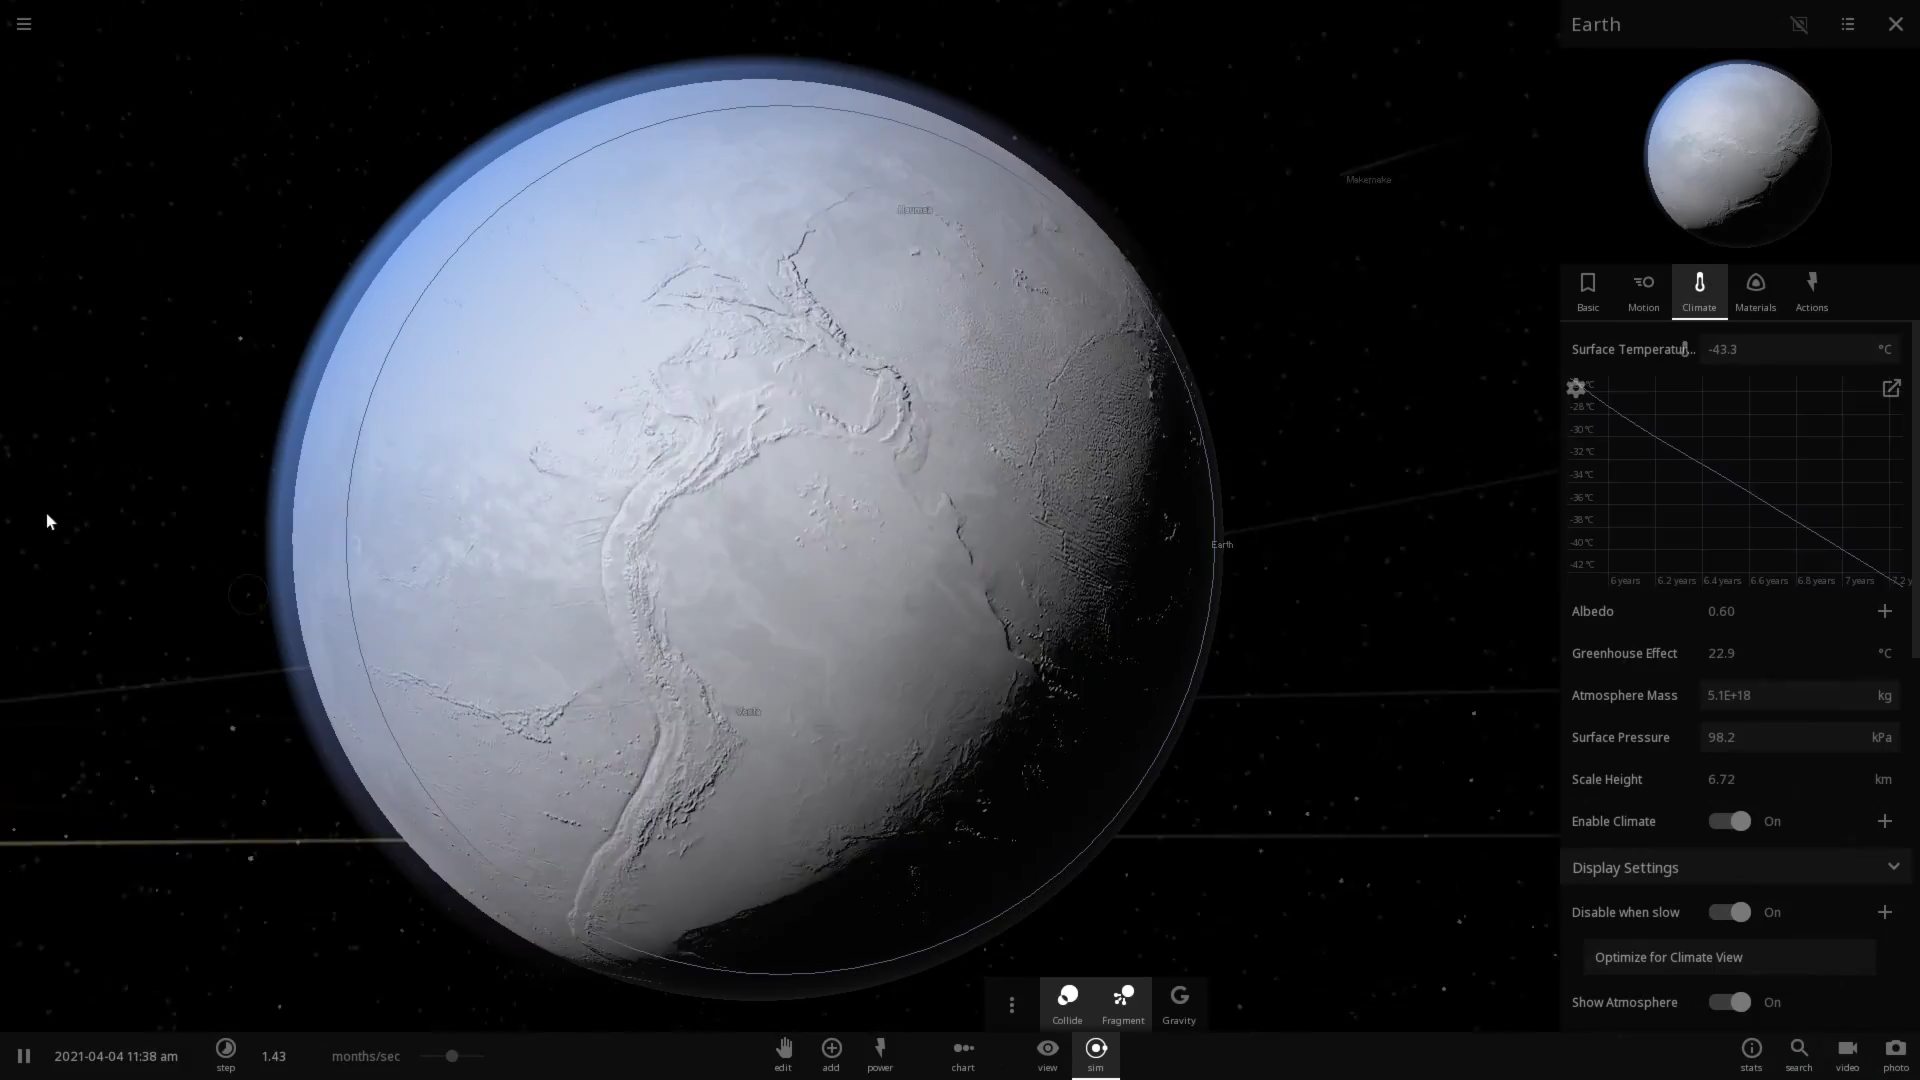 Earth
Makemake
Haumea
Basic
Motion
Climate
Materials
Actions
Surface Temperatur...
-43.3
°C
-28 °C
-30 °C
-32 °C
-34 °C
-36 °C
-38 °C
-40 °C
-42 °C
6 years
6.2 years
6.4 years
6.6 years
6.8 years
7 years
7.2 y
Earth
Albedo
0.60
Greenhouse Effect
22.9
°C
Atmosphere Mass
5.1E+18
kg
Vesta
Surface Pressure
98.2
kPa
Scale Height
6.72
km
Enable Climate
On
Display Settings
Disable when slow
On
Optimize for Climate View
Show Atmosphere
On
Collide
Fragment
Gravity
2021-04-04 11:38 am
step
1.43
months/sec
edit
add
power
chart
view
sim
stats
search
video
photo